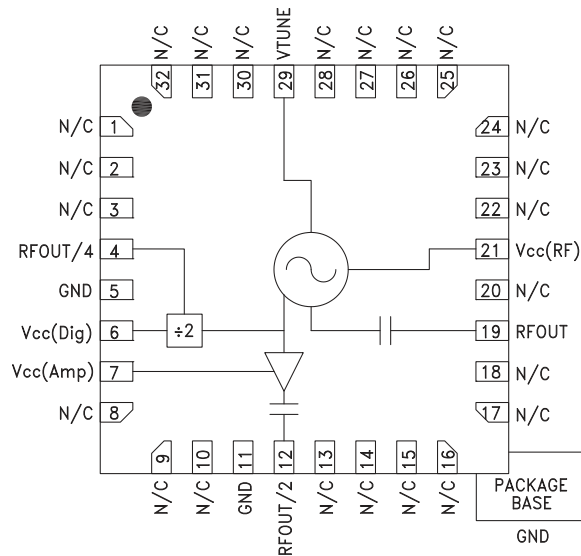 N/C N/C N/C VTUNE N/C N/C N/C N/C
32 31 30 29 28 27 26 25
N/C 1
N/C 2
N/C 3
RFOUT/4 4
GND 5
Vcc(Dig) 6
Vcc(Amp) 7
N/C 8
÷2
24 N/C
23 N/C
22 N/C
21 Vcc(RF)
20 N/C
19 RFOUT
18 N/C
17 N/C
9 10 11 12 13 14 15 16
N/C N/C GND RFOUT/2 N/C N/C N/C N/C
PACKAGE
BASE
GND